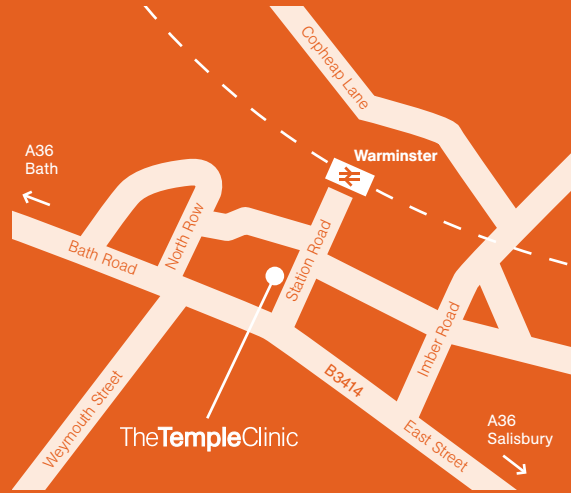 Copheap Lane
A36
Bath
Warminster
North Row
Bath Road
Station Road
Imber Road
B3414
Weymouth Street
TheTempleClinic
East Street
A36
Salisbury